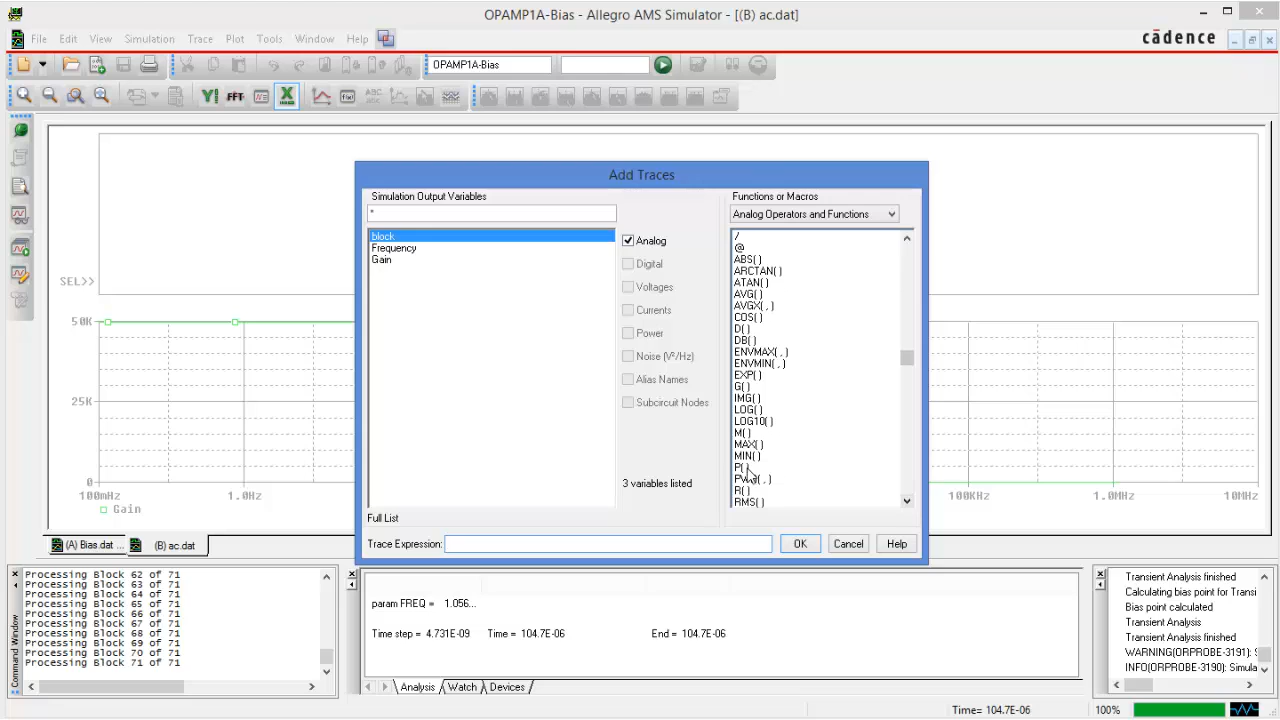 OPAMP1A-Bias - Allegro AMS Simulator - [(B) ac.dat]
File Edit View Simulation Trace Plot Tools Window Help
cādence
OPAMP1A-Bias
FFT
Add Traces
Simulation Output Variables
*
block
Frequency
Gain
Analog
Digital
Voltages
Currents
Power
Noise (V²/Hz)
Alias Names
Subcircuit Nodes
3 variables listed
Full List
Functions or Macros
Analog Operators and Functions
/
@
ABS()
ARCTAN()
ATAN()
AVG()
AVGX(,)
COS()
D()
DB()
ENVMAX(,)
ENVMIN(,)
EXP()
G()
IMG()
LOG()
LOG10()
M()
MAX()
MIN()
P()
R()
RMS()
Trace Expression:
OK Cancel Help
SEL>>
50K
25K
0
100mHz 1.0Hz 100KHz 1.0MHz 10MHz
Gain
(A) Bias.dat ... (B) ac.dat
Command Window
Processing Block 62 of 71
Processing Block 63 of 71
Processing Block 64 of 71
Processing Block 65 of 71
Processing Block 66 of 71
Processing Block 67 of 71
Processing Block 68 of 71
Processing Block 69 of 71
Processing Block 70 of 71
Processing Block 71 of 71
param FREQ = 1.056...
Time step = 4.731E-09 Time = 104.7E-06 End = 104.7E-06
Analysis Watch Devices
Transient Analysis finished
Calculating bias point for Transi
Bias point calculated
Transient Analysis
Transient Analysis finished
WARNING(ORPROBE-3191): S
INFO(ORPROBE-3190): Simula
Time= 104.7E-06 100%